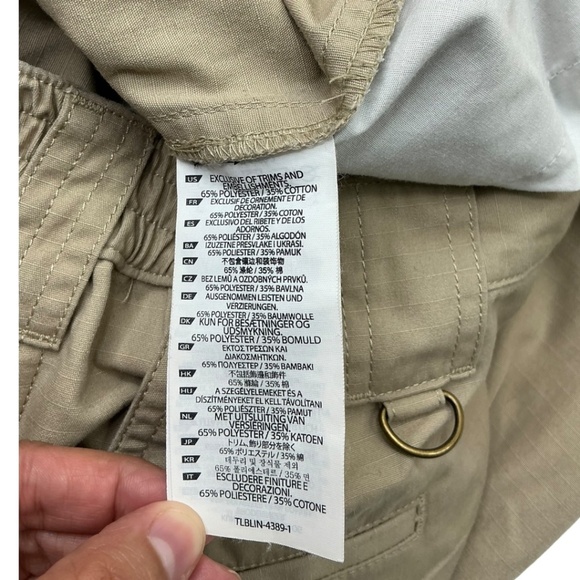 US EXCLUSIVE OF TRIMS AND
EMBELLISHMENTS.
65% POLYESTER / 35% COTTON
FR EXCLUSIF DE ORNEMENT ET DE
DECORATION.
65% POLYESTER / 35% COTON
ES EXCLUSIVO DEL RIBETE Y DE LOS
ADORNOS.
65% POLIÉSTER / 35% ALGODÓN
BA IZUZETNE PRESVLAKE I UKRASI.
65% POLYESTER / 35% PAMUK
CN 不包含镶边和装饰物
65% 涤纶 / 35% 棉
CZ BEZ LEMŮ A OZDOBNÝCH PRVKŮ.
65% POLYESTER / 35% BAVLNA
DE AUSGENOMMEN LEISTEN UND
VERZIERUNGEN.
65% POLYESTER / 35% BAUMWOLLE
DK KUN FOR BESÆTNINGER OG
UDSMYKNING.
65% POLYESTER / 35% BOMULD
GR ΕΚΤΟΣ ΤΡΕΣΩΝ ΚΑΙ
ΔΙΑΚΟΣΜΗΤΙΚΩΝ.
65% ΠΟΛΥΕΣΤΕΡ / 35% ΒΑΜΒΑΚΙ
HK 不包括飾邊和飾件
65% 滌綸 / 35% 棉
HU A SZEGÉLYELEMEKET ÉS A
DÍSZÍTMÉNYEKET EL KELL TÁVOLÍTANI
65% POLIÉSZTER / 35% PAMUT
NL MET UITSLUITING VAN
VERSIERINGEN.
65% POLYESTER / 35% KATOEN
JP トリム、飾り部分を除く
65% ポリエステル / 35% 綿
KR 테두리 및 장식물 제외
65% 폴리에스테르 / 35% 면
IT ESCLUDERE FINITURE E
DECORAZIONI.
65% POLIESTERE / 35% COTONE
TLBLIN-4389-1